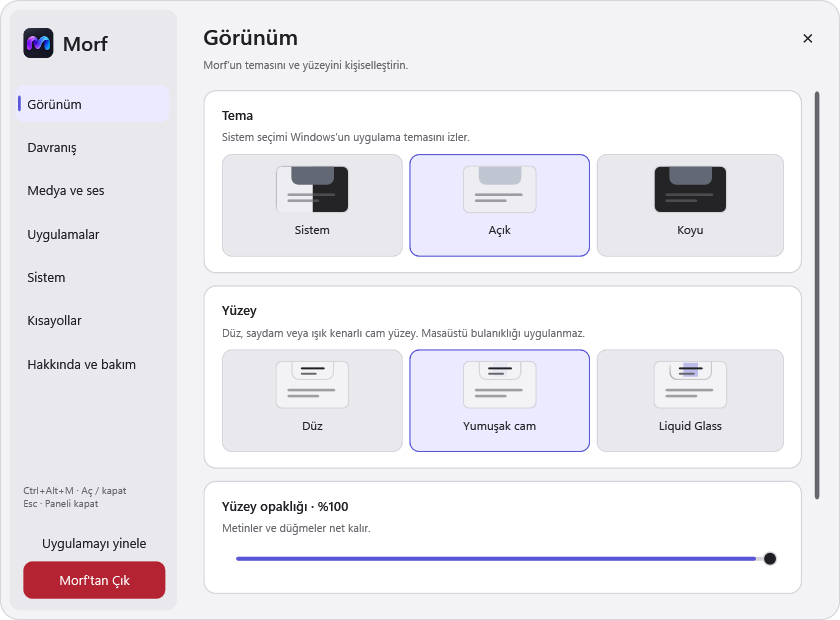 Morf
Görünüm
Davranış
Medya ve ses
Uygulamalar
Sistem
Kısayollar
Hakkında ve bakım
Ctrl+Alt+M · Aç / kapat
Esc · Paneli kapat
Uygulamayı yinele
Morf'tan Çık
Görünüm
Morf'un temasını ve yüzeyini kişiselleştirin.
Tema
Sistem seçimi Windows'un uygulama temasını izler.
Sistem
Açık
Koyu
Yüzey
Düz, saydam veya ışık kenarlı cam yüzey. Masaüstü bulanıklığı uygulanmaz.
Düz
Yumuşak cam
Liquid Glass
Yüzey opaklığı · %100
Metinler ve düğmeler net kalır.